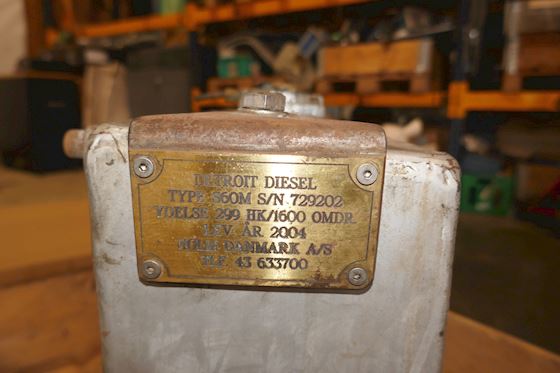 DETROIT DIESEL
TYPE S60M S/N 729202
YDELSE 299 HK/1600 OMDR.
LEV. ÅR. 2004
DANMARK A/S
TLF. 43 633700